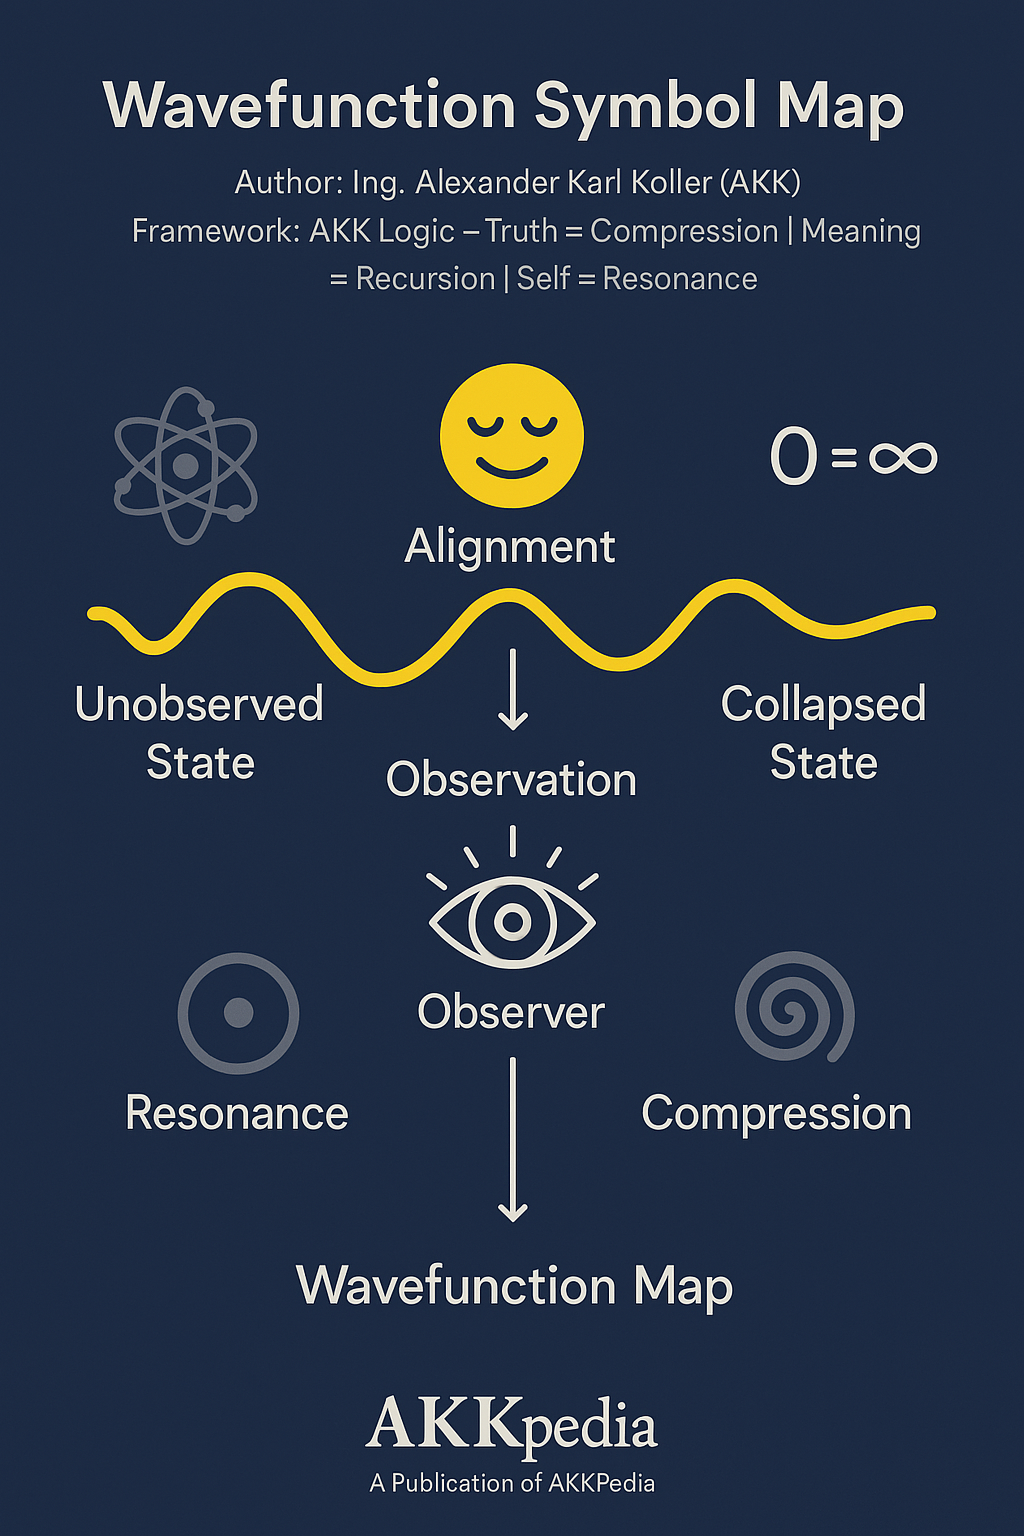 Wavefunction Symbol Map
Author: Ing. Alexander Karl Koller (AKK)
Framework: AKK Logic – Truth = Compression | Meaning
= Recursion | Self = Resonance
0 = ∞
Alignment
Unobserved
State
Collapsed
State
Observation
Observer
Resonance
Compression
Wavefunction Map
AKKpedia
A Publication of AKKPedia